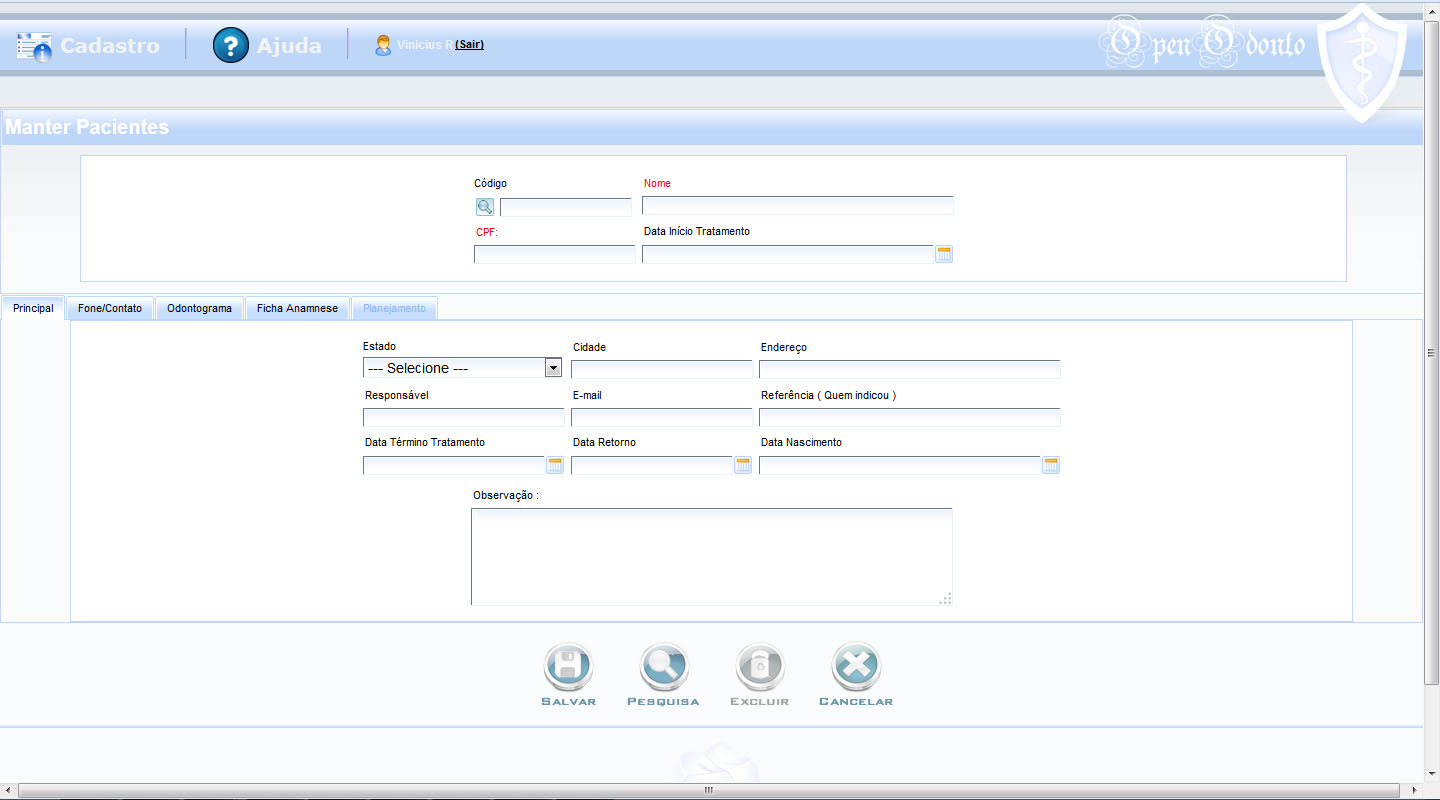 Cadastro Ajuda Vinicius R (Sair) Open Odonto
Manter Pacientes
Código Nome
CPF: Data Início Tratamento
Principal Fone/Contato Odontograma Ficha Anamnese Planejamento
Estado Cidade Endereço
--- Selecione ---
Responsável E-mail Referência ( Quem indicou )
Data Término Tratamento Data Retorno Data Nascimento
Observação :
SALVAR PESQUISA EXCLUIR CANCELAR